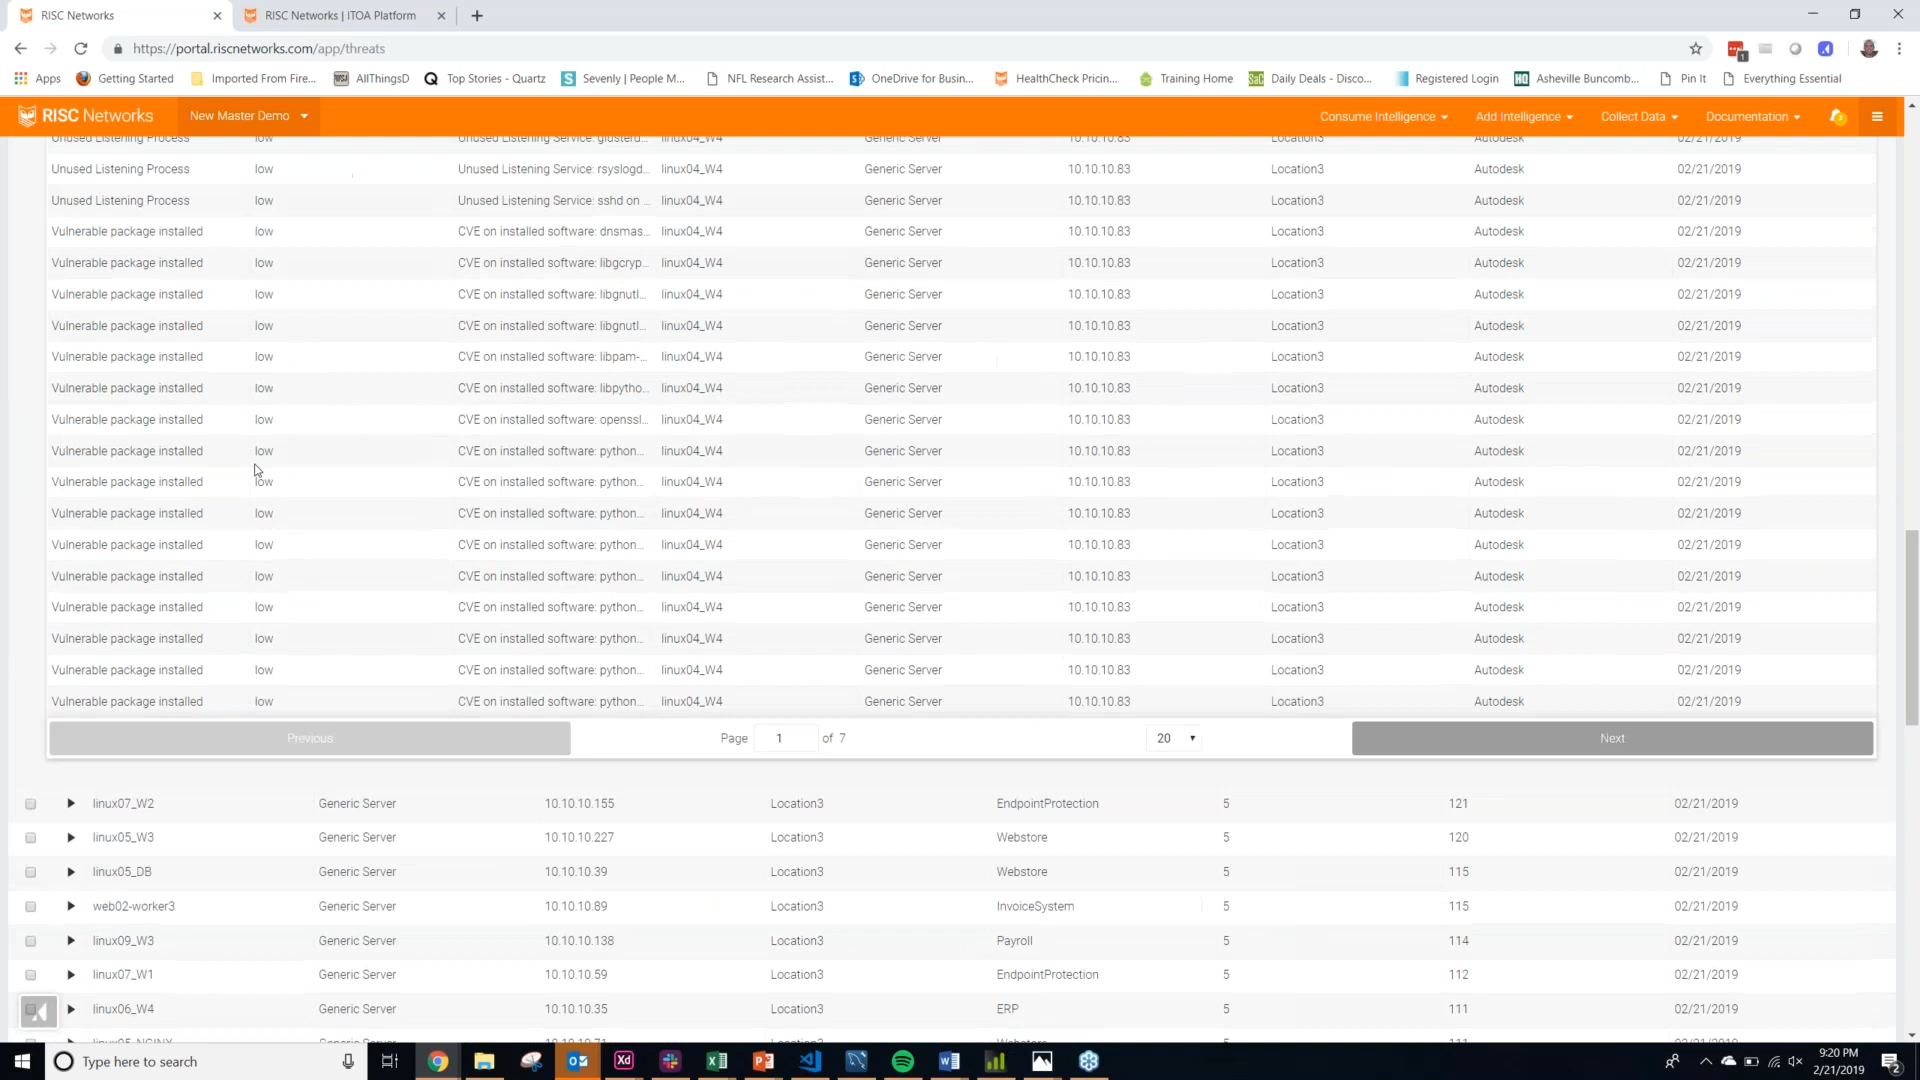 RISC Networks
RISC Networks | ITOA Platform
https://portal.riscnetworks.com/app/threats
Apps Getting Started Imported From Fire... AllThingsD Top Stories - Quartz Sevenly | People M... NFL Research Assist... OneDrive for Busin... HealthCheck Pricin... Training Home Daily Deals - Disco... Registered Login Asheville Buncomb... Pin It Everything Essential
RISC Networks New Master Demo Consume Intelligence Add Intelligence Collect Data Documentation
Unused Listening Process low Unused Listening Service: glusterd... linux04_W4 Generic Server 10.10.10.83 Location3 Autodesk 02/21/2019
Unused Listening Process low Unused Listening Service: rsyslogd... linux04_W4 Generic Server 10.10.10.83 Location3 Autodesk 02/21/2019
Unused Listening Process low Unused Listening Service: sshd on ... linux04_W4 Generic Server 10.10.10.83 Location3 Autodesk 02/21/2019
Vulnerable package installed low CVE on installed software: dnsmas... linux04_W4 Generic Server 10.10.10.83 Location3 Autodesk 02/21/2019
Vulnerable package installed low CVE on installed software: libgcryp... linux04_W4 Generic Server 10.10.10.83 Location3 Autodesk 02/21/2019
Vulnerable package installed low CVE on installed software: libgnutl... linux04_W4 Generic Server 10.10.10.83 Location3 Autodesk 02/21/2019
Vulnerable package installed low CVE on installed software: libgnutl... linux04_W4 Generic Server 10.10.10.83 Location3 Autodesk 02/21/2019
Vulnerable package installed low CVE on installed software: libpam-... linux04_W4 Generic Server 10.10.10.83 Location3 Autodesk 02/21/2019
Vulnerable package installed low CVE on installed software: libpytho... linux04_W4 Generic Server 10.10.10.83 Location3 Autodesk 02/21/2019
Vulnerable package installed low CVE on installed software: openssl... linux04_W4 Generic Server 10.10.10.83 Location3 Autodesk 02/21/2019
Vulnerable package installed low CVE on installed software: python... linux04_W4 Generic Server 10.10.10.83 Location3 Autodesk 02/21/2019
Vulnerable package installed low CVE on installed software: python... linux04_W4 Generic Server 10.10.10.83 Location3 Autodesk 02/21/2019
Vulnerable package installed low CVE on installed software: python... linux04_W4 Generic Server 10.10.10.83 Location3 Autodesk 02/21/2019
Vulnerable package installed low CVE on installed software: python... linux04_W4 Generic Server 10.10.10.83 Location3 Autodesk 02/21/2019
Vulnerable package installed low CVE on installed software: python... linux04_W4 Generic Server 10.10.10.83 Location3 Autodesk 02/21/2019
Vulnerable package installed low CVE on installed software: python... linux04_W4 Generic Server 10.10.10.83 Location3 Autodesk 02/21/2019
Vulnerable package installed low CVE on installed software: python... linux04_W4 Generic Server 10.10.10.83 Location3 Autodesk 02/21/2019
Vulnerable package installed low CVE on installed software: python... linux04_W4 Generic Server 10.10.10.83 Location3 Autodesk 02/21/2019
Vulnerable package installed low CVE on installed software: python... linux04_W4 Generic Server 10.10.10.83 Location3 Autodesk 02/21/2019
Previous Page 1 of 7 20 Next
linux07_W2 Generic Server 10.10.10.155 Location3 EndpointProtection 5 121 02/21/2019
linux05_W3 Generic Server 10.10.10.227 Location3 Webstore 5 120 02/21/2019
linux05_DB Generic Server 10.10.10.39 Location3 Webstore 5 115 02/21/2019
web02-worker3 Generic Server 10.10.10.89 Location3 InvoiceSystem 5 115 02/21/2019
linux09_W3 Generic Server 10.10.10.138 Location3 Payroll 5 114 02/21/2019
linux07_W1 Generic Server 10.10.10.59 Location3 EndpointProtection 5 112 02/21/2019
linux06_W4 Generic Server 10.10.10.35 Location3 ERP 5 111 02/21/2019
Type here to search
9:20 PM
2/21/2019